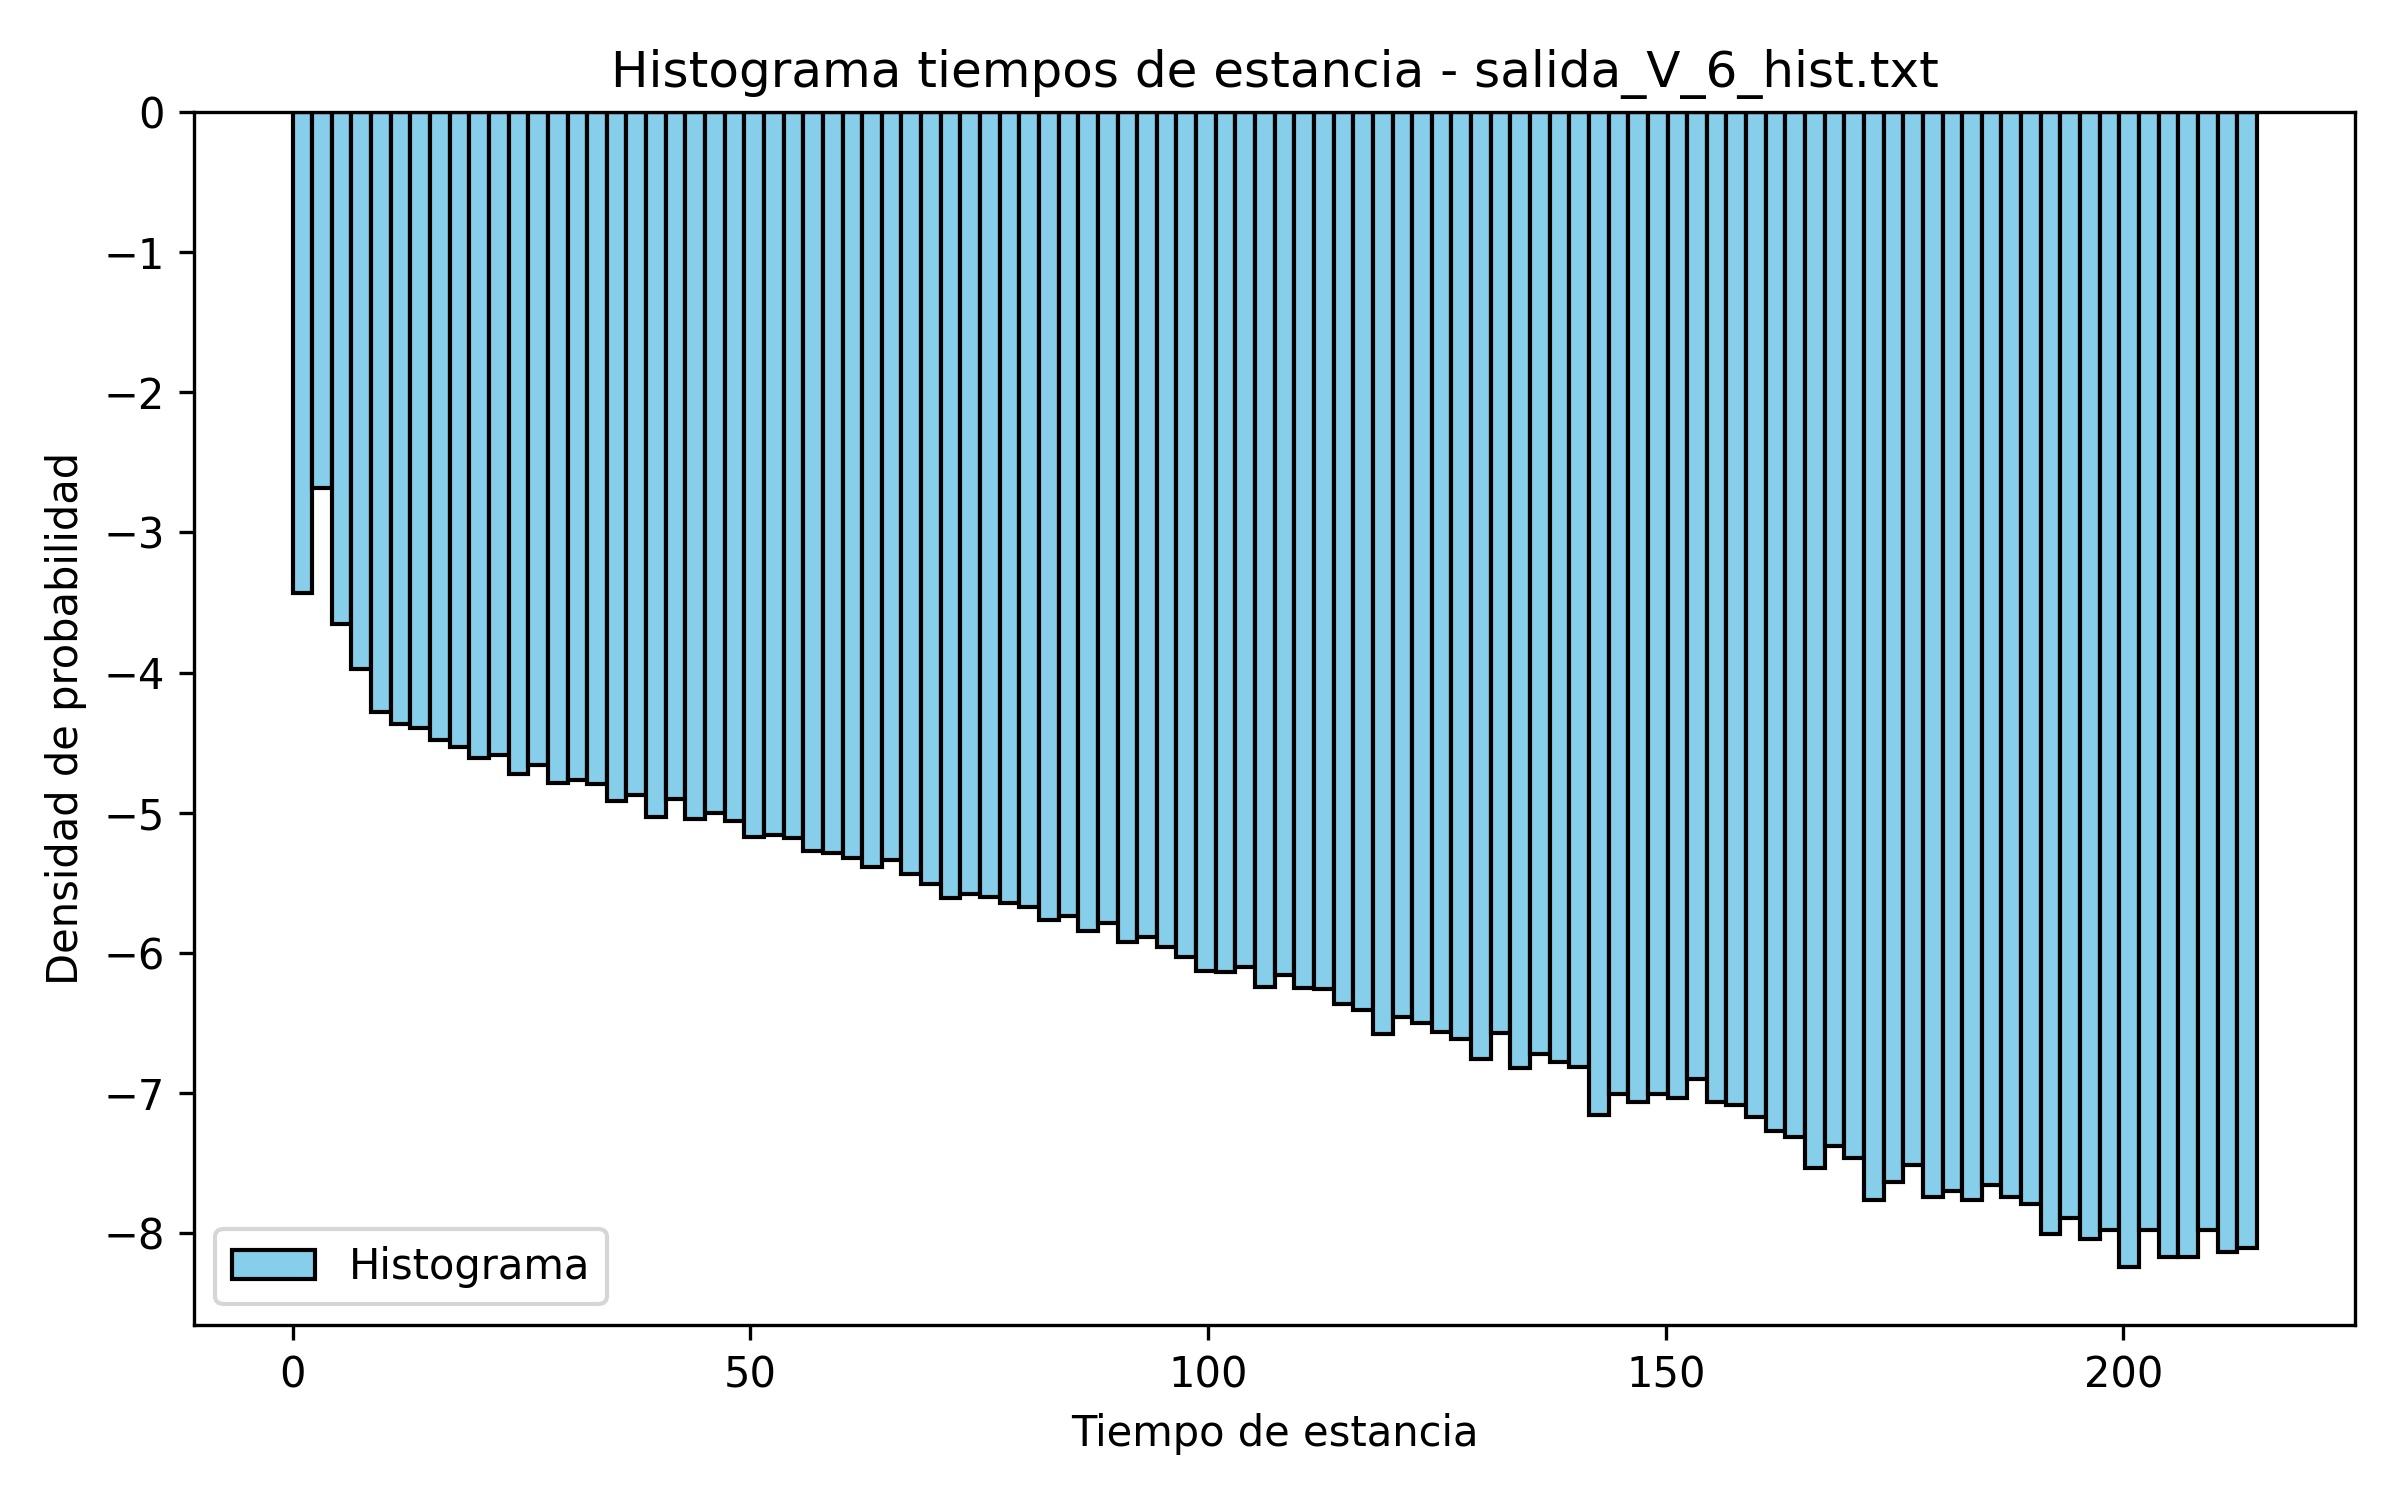 Histograma tiempos de estancia - salida_V_6_hist.txt
Densidad de probabilidad
0
−1
−2
−3
−4
−5
−6
−7
−8
Histograma
0 50 100 150 200
Tiempo de estancia